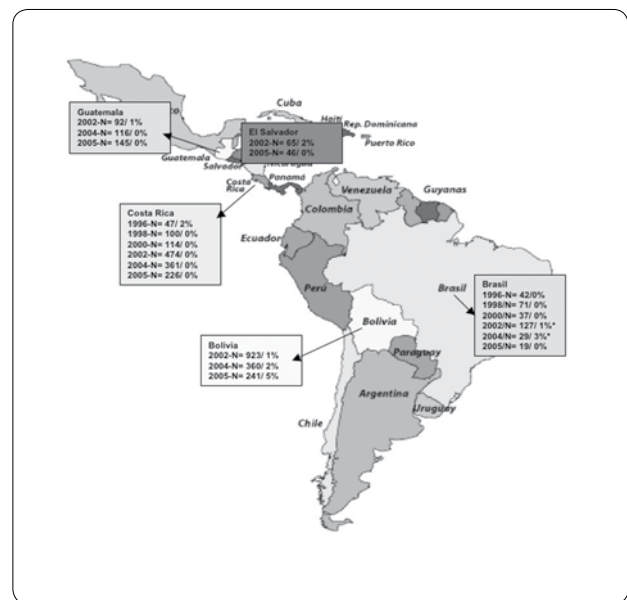 Cuba
Haití
Rep. Dominicana
Puerto Rico
Guatemala
2002-N= 92/ 1%
2004-N= 116/ 0%
2005-N= 145/ 0%
El Salvador
2002-N= 65/ 2%
2005-N= 46/ 0%
Guatemala
Salvador
Nicaragua
Costa
Rica
Panamá
Venezuela
Guyanas
Colombia
Costa Rica
1996-N= 47/ 2%
1998-N= 100/ 0%
2000-N= 114/ 0%
2002-N= 474/ 0%
2004-N= 361/ 0%
2005-N= 226/ 0%
Ecuador
Perú
Brasil
Brasil
1996-N= 42/0%
1998/N= 71/ 0%
2000/N= 37/ 0%
2002/N= 127/ 1%*
2004/N= 29/ 3%*
2005/N= 19/ 0%
Bolivia
Bolivia
2002-N= 923/ 1%
2004-N= 360/ 2%
2005-N= 241/ 5%
Paraguay
Argentina
Uruguay
Chile